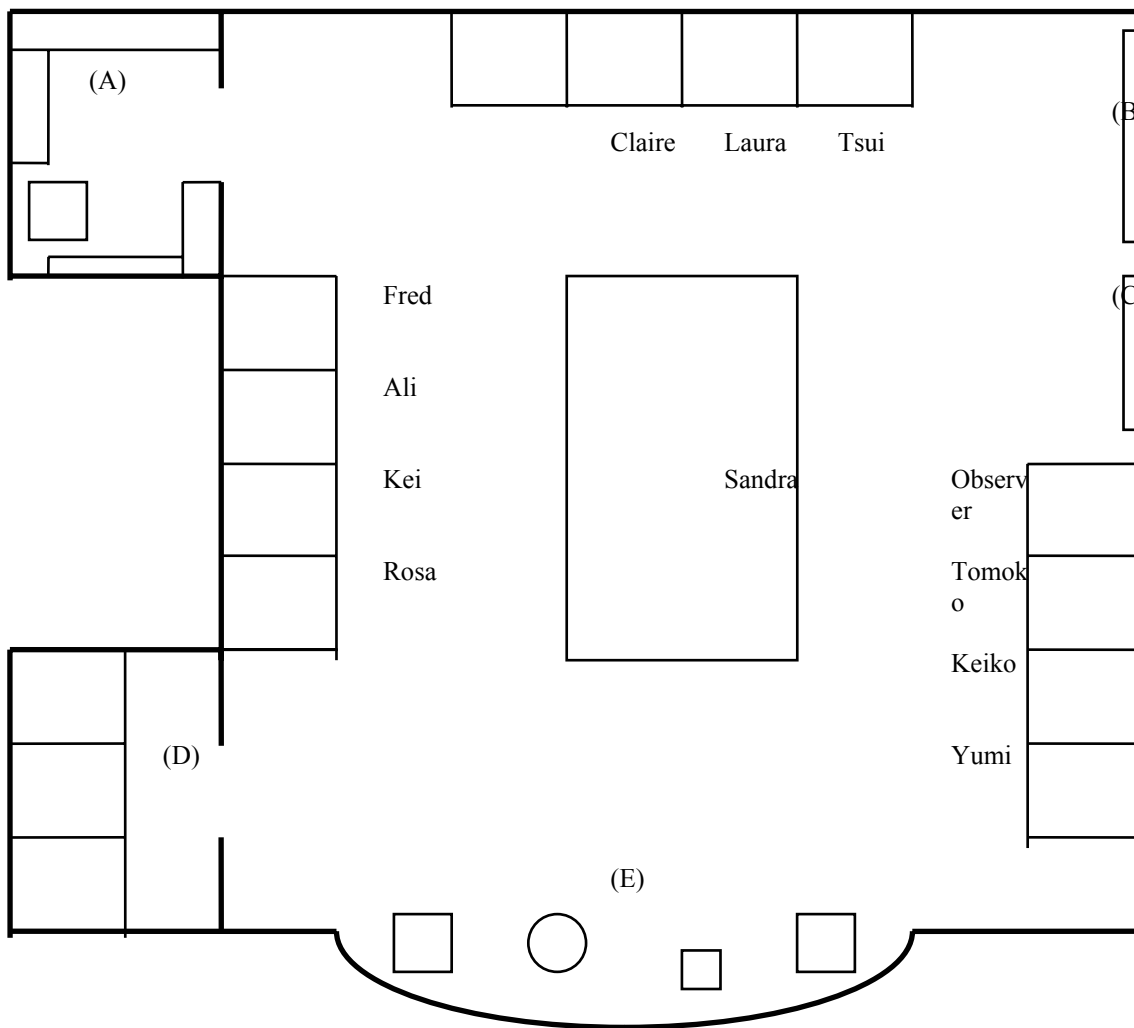 (A)
(B
Claire Laura Tsui
Fred
(C
Ali
Kei Sandra Observ
er
Rosa Tomok
o
Keiko
(D) Yumi
(E)